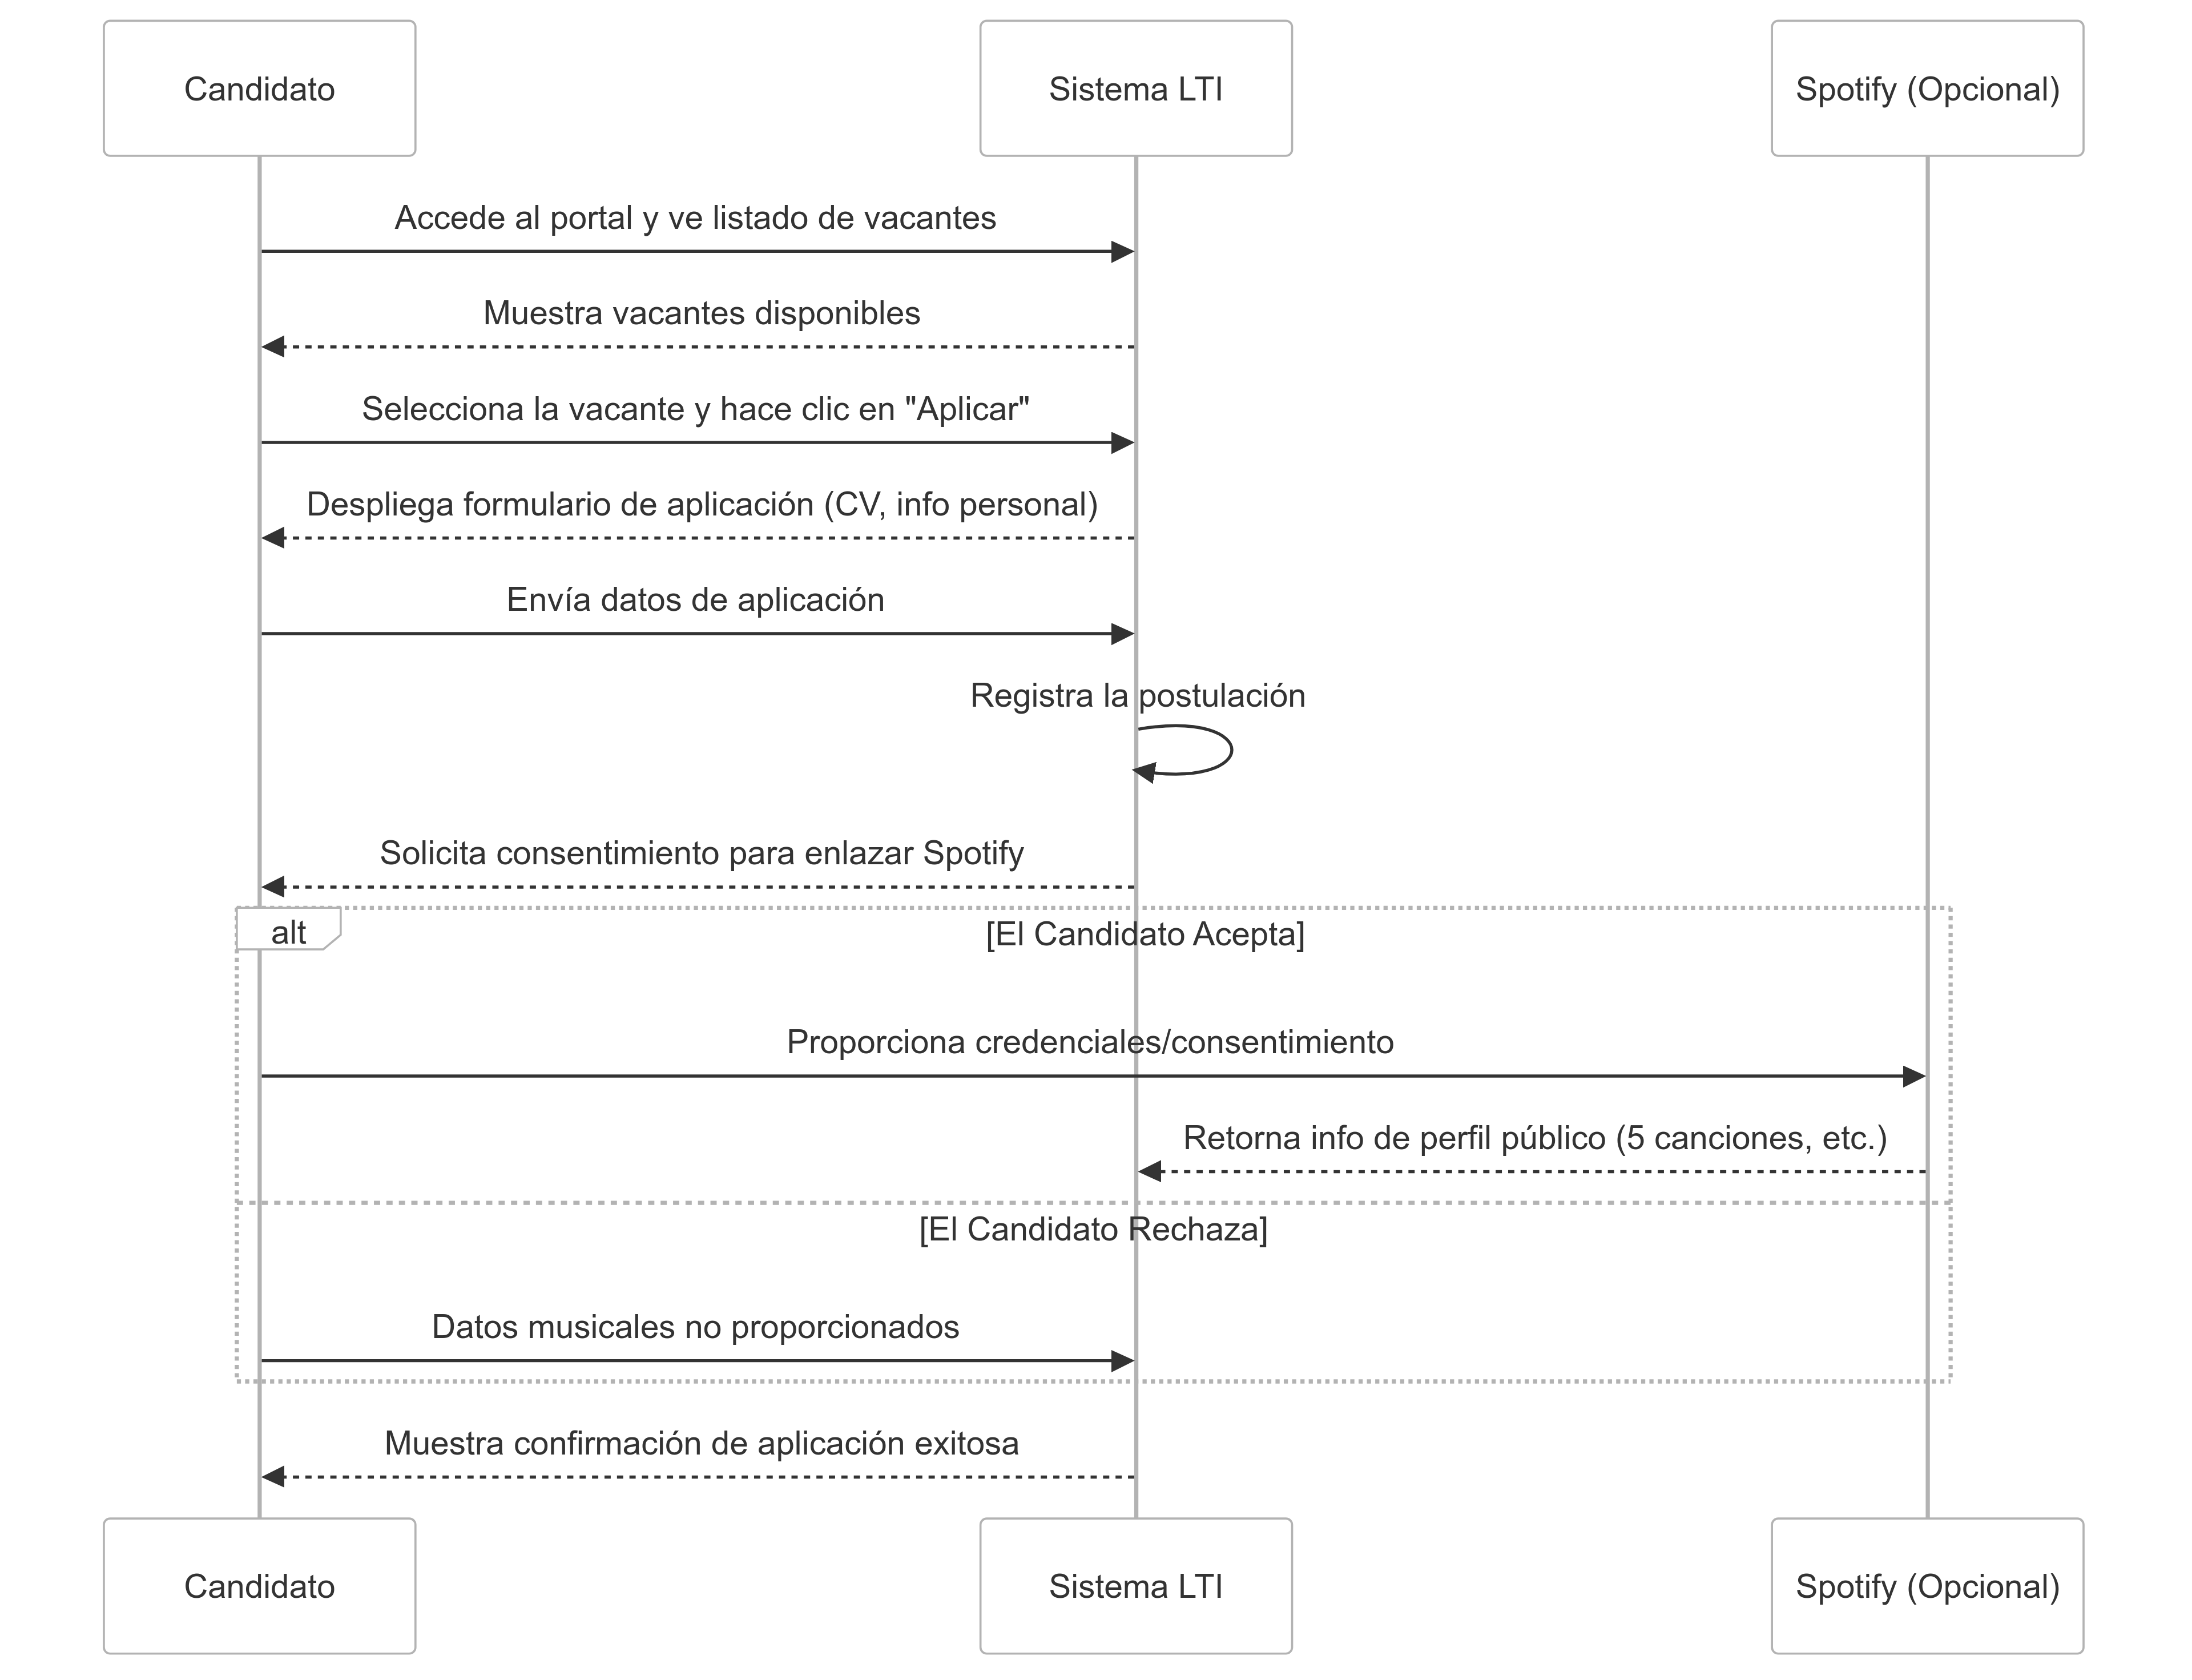 Candidato
Sistema LTI
Spotify (Opcional)
Accede al portal y ve listado de vacantes
Muestra vacantes disponibles
Selecciona la vacante y hace clic en "Aplicar"
Despliega formulario de aplicación (CV, info personal)
Envía datos de aplicación
Registra la postulación
Solicita consentimiento para enlazar Spotify
alt
[El Candidato Acepta]
Proporciona credenciales/consentimiento
Retorna info de perfil público (5 canciones, etc.)
[El Candidato Rechaza]
Datos musicales no proporcionados
Muestra confirmación de aplicación exitosa
Candidato
Sistema LTI
Spotify (Opcional)